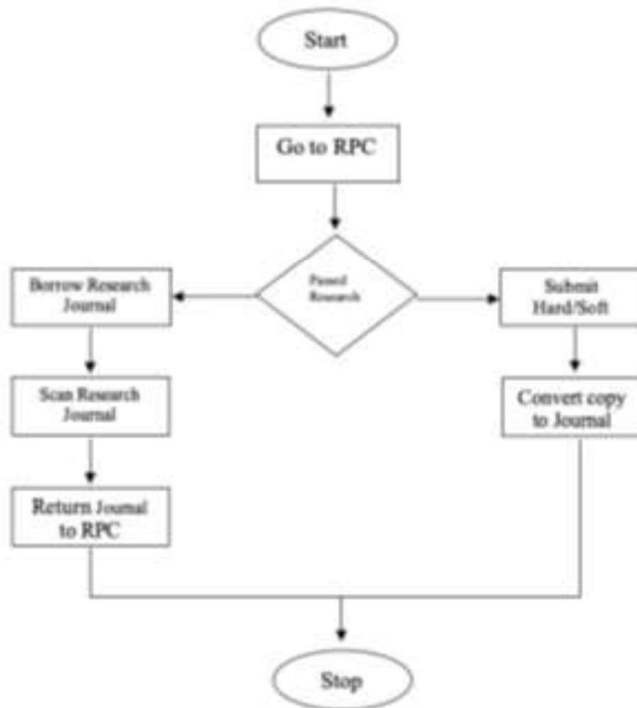 Start
Go to RPC
Passed
Research
Borrow Research
Journal
Submit
Hard/Soft
Scan Research
Journal
Convert copy
to Journal
Return Journal
to RPC
Stop